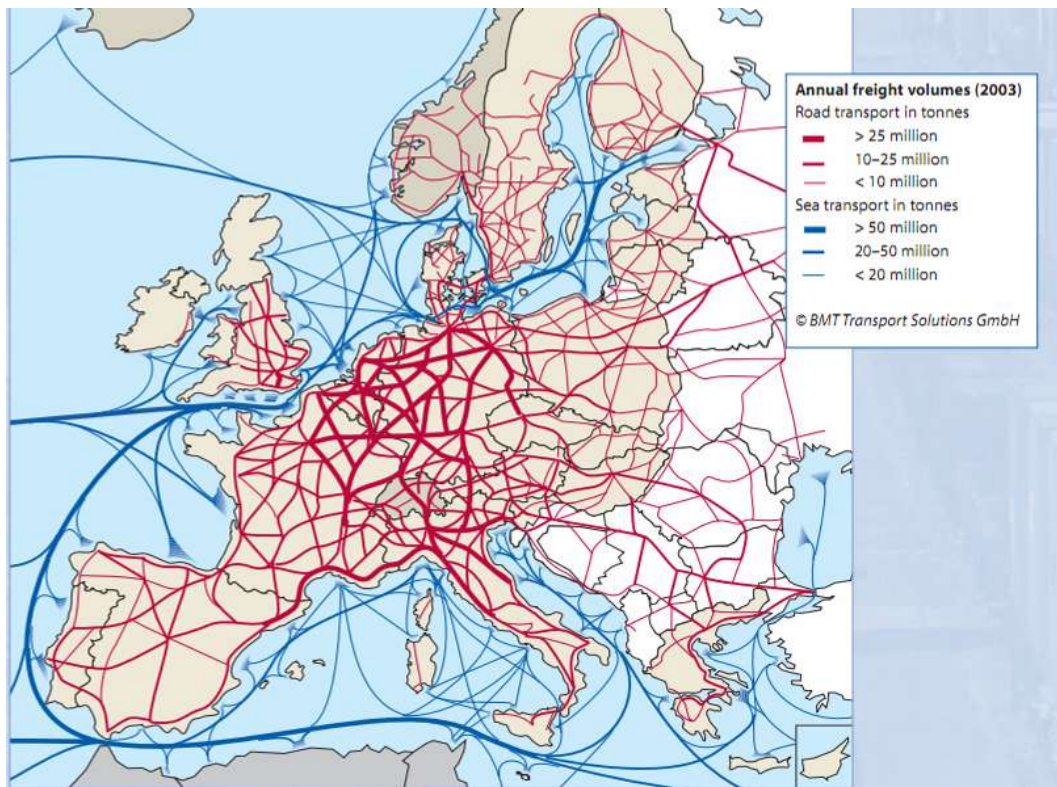 Annual freight volumes (2003)
Road transport in tonnes
> 25 million
10–25 million
< 10 million
Sea transport in tonnes
> 50 million
20–50 million
< 20 million
© BMT Transport Solutions GmbH